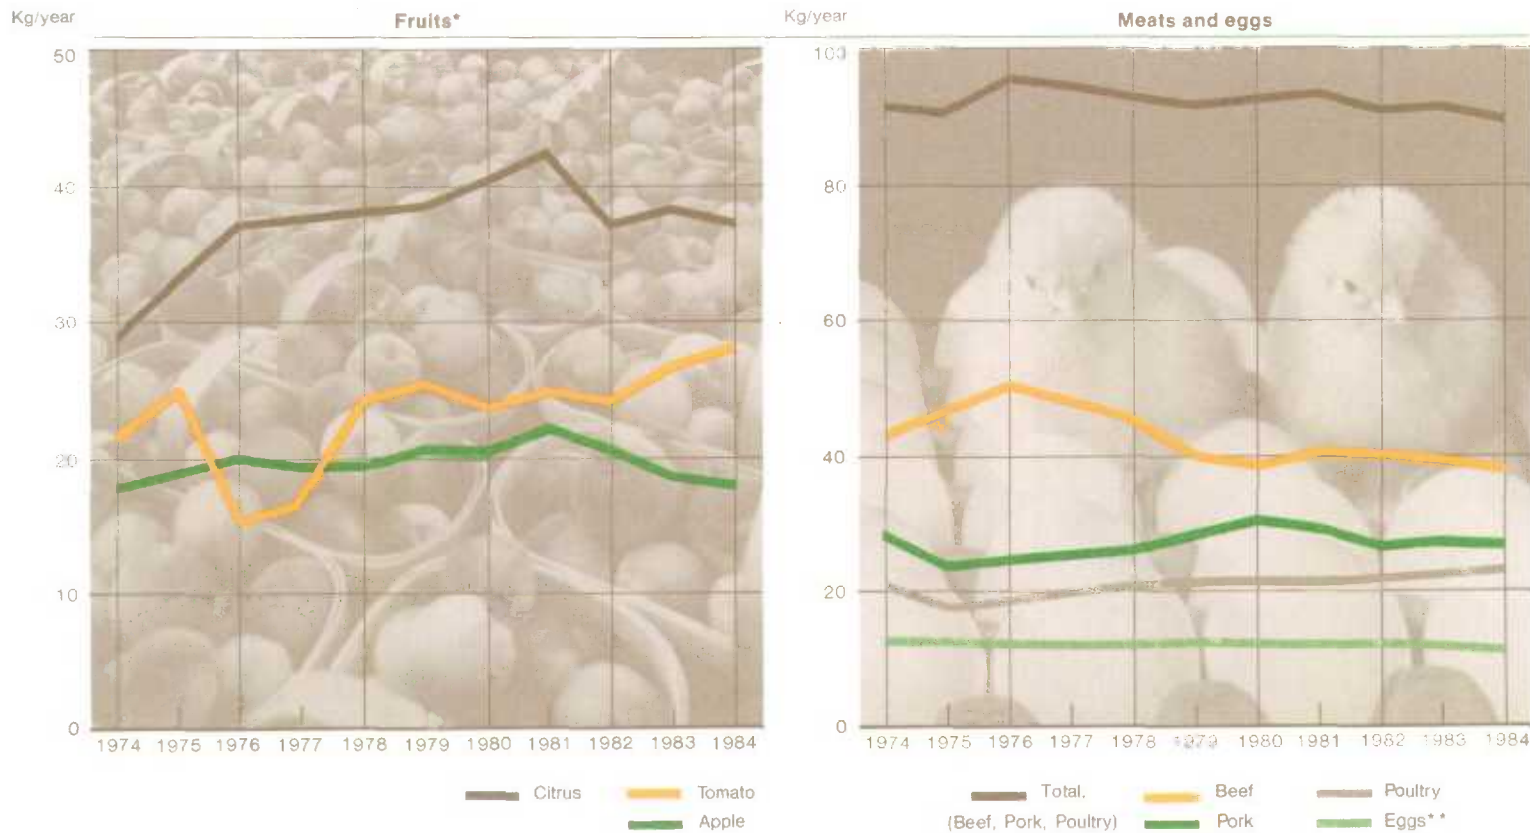 Kg/year
Fruits*
50
40
30
20
10
0
1974 1975 1976 1977 1978 1979 1980 1981 1982 1983 1984
Citrus
Tomato
Apple
Kg/year
Meats and eggs
100
80
60
40
20
0
1974 1975 1976 1977 1978 1979 1980 1981 1982 1983 1984
Total.
Beef
Poultry
(Beef, Pork, Poultry)
Pork
Eggs**